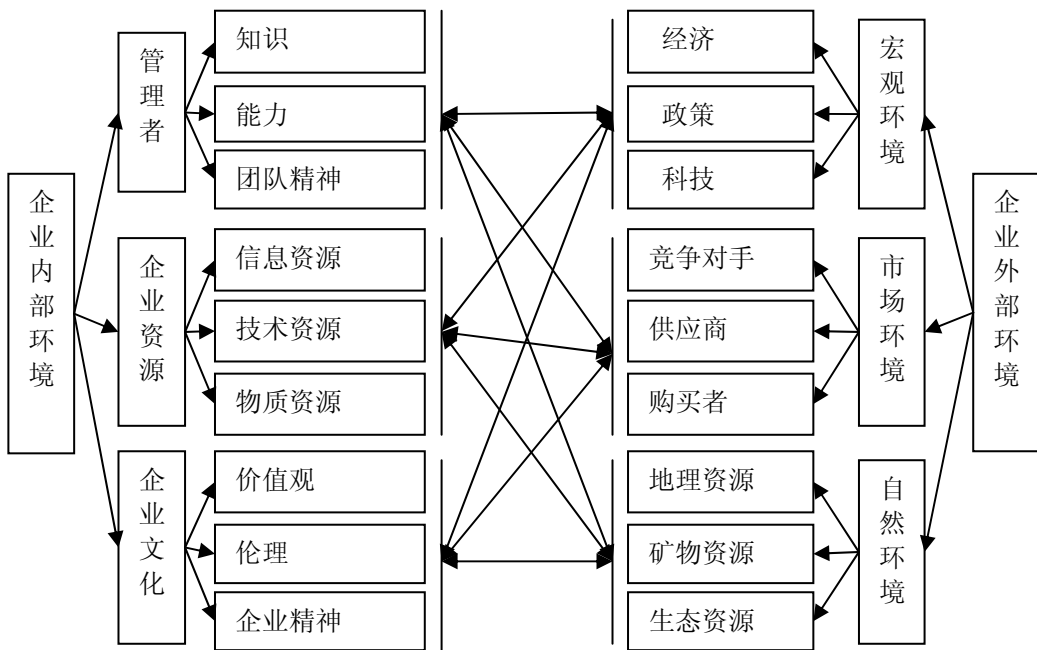 企业内部环境
管理者
知识
能力
团队精神
企业资源
信息资源
技术资源
物质资源
企业文化
价值观
伦理
企业精神
经济
政策
科技
宏观环境
竞争对手
供应商
购买者
市场环境
地理资源
矿物资源
生态资源
自然环境
企业外部环境